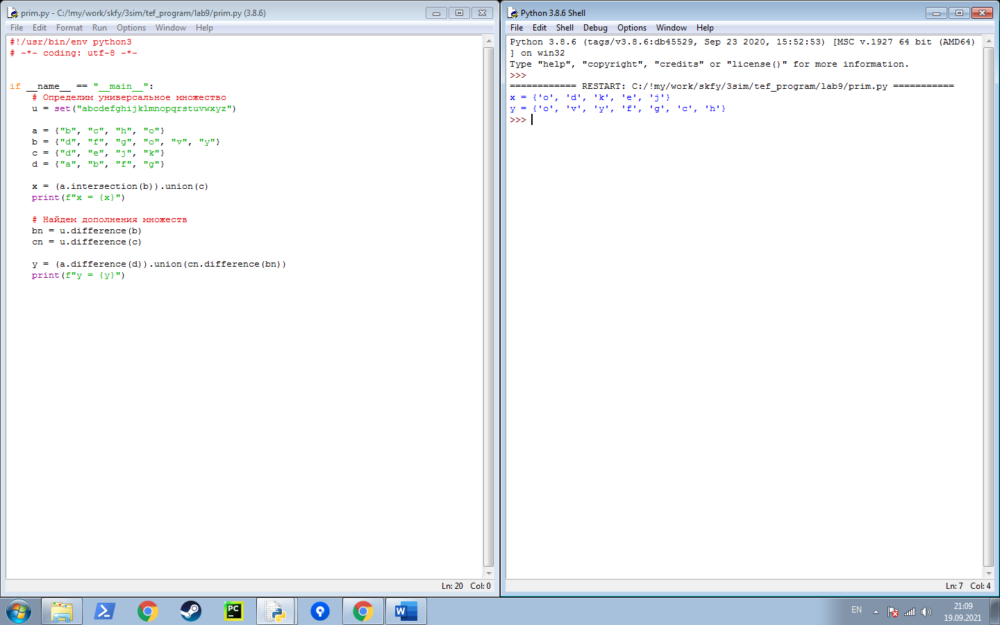 prim.py - C:/!my/work/skfy/3sim/tef_program/lab9/prim.py (3.8.6)
File Edit Format Run Options Window Help
#!/usr/bin/env python3
# -*- coding: utf-8 -*-
if __name__ == "__main__":
    # Определим универсальное множество
    u = set("abcdefghijklmnopqrstuvwxyz")
    a = {"b", "c", "h", "o"}
    b = {"d", "f", "g", "o", "v", "y"}
    c = {"d", "e", "j", "k"}
    d = {"a", "b", "f", "g"}
    x = (a.intersection(b)).union(c)
    print(f"x = {x}")
    # Найдем дополнения множеств
    bn = u.difference(b)
    cn = u.difference(c)
    y = (a.difference(d)).union(cn.difference(bn))
    print(f"y = {y}")
Ln: 20 Col: 0
Python 3.8.6 Shell
File Edit Shell Debug Options Window Help
Python 3.8.6 (tags/v3.8.6:db45529, Sep 23 2020, 15:52:53) [MSC v.1927 64 bit (AMD64)
] on win32
Type "help", "copyright", "credits" or "license()" for more information.
>>>
============ RESTART: C:/!my/work/skfy/3sim/tef_program/lab9/prim.py ===========
x = {'o', 'd', 'k', 'e', 'j'}
y = {'o', 'v', 'y', 'f', 'g', 'c', 'h'}
>>>
Ln: 7 Col: 4
PC
W
EN
21:09
19.09.2021